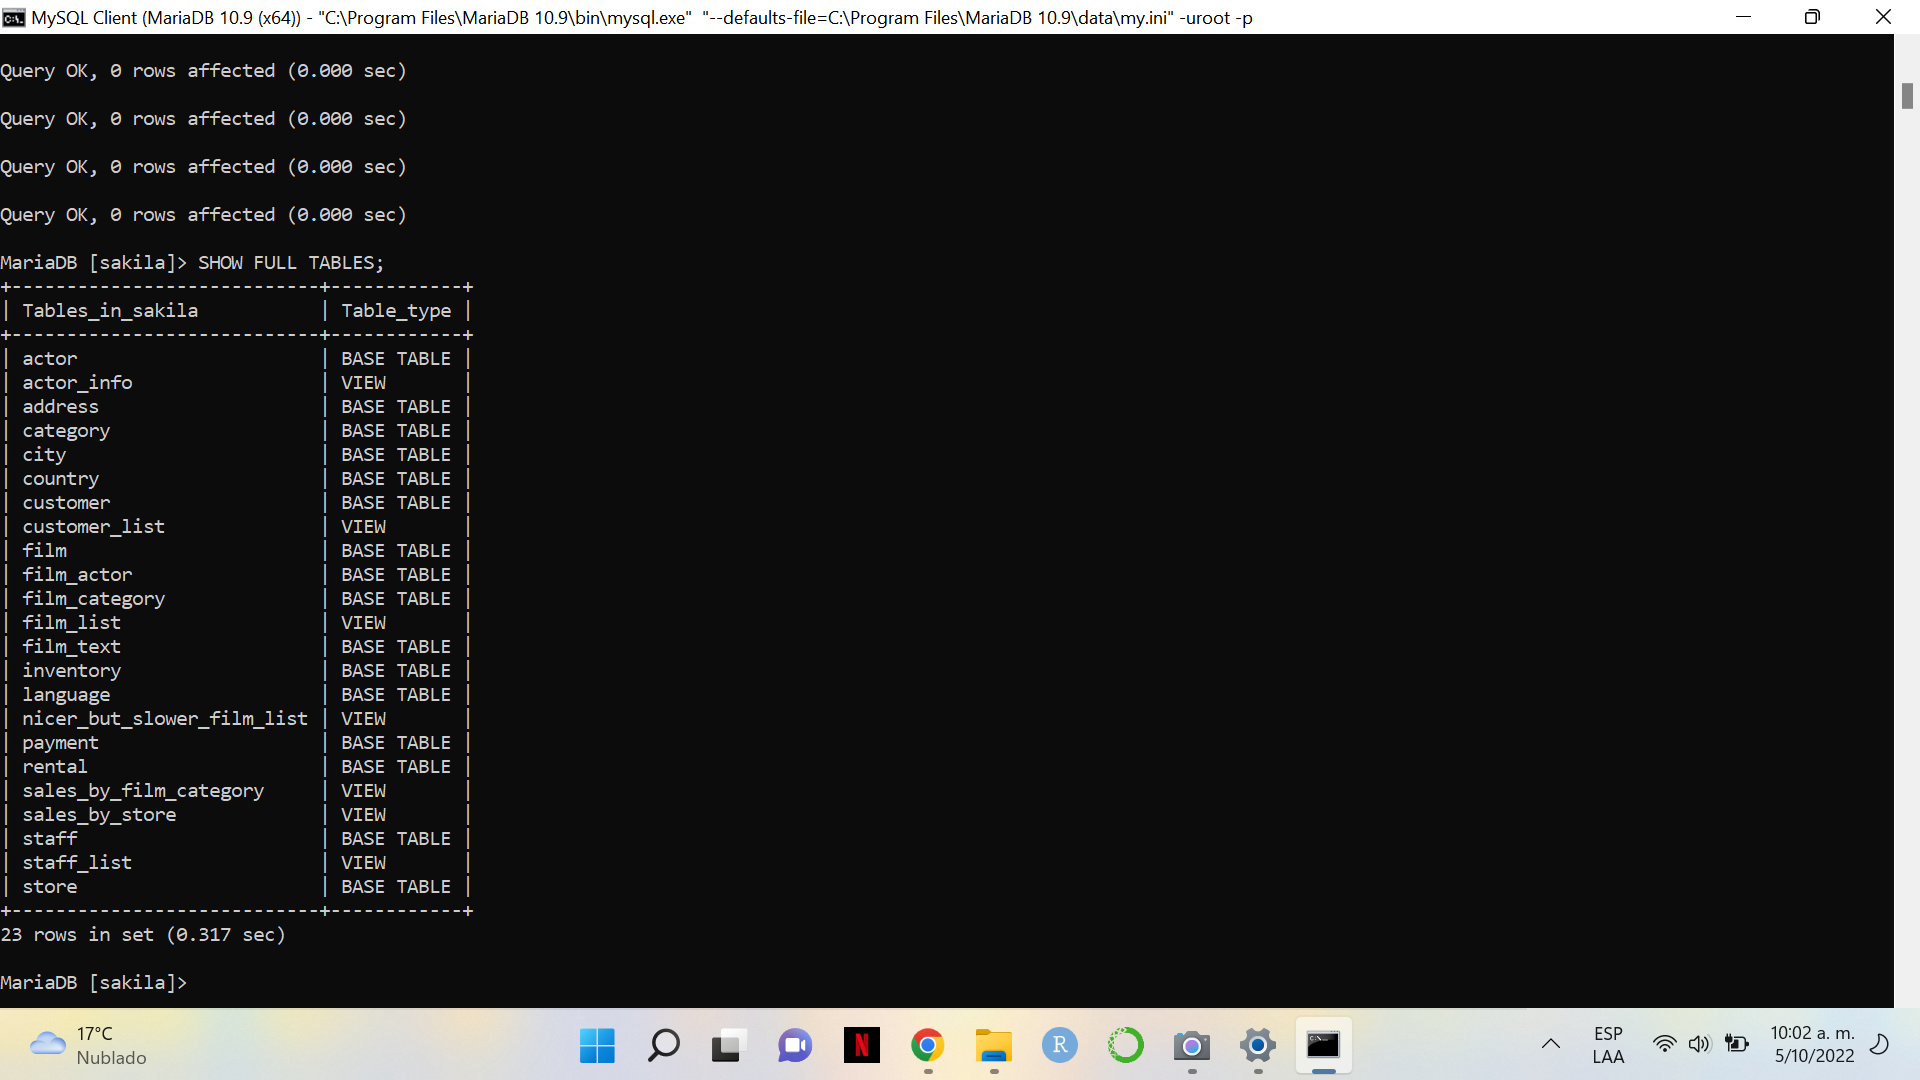 MySQL Client (MariaDB 10.9 (x64)) - "C:\Program Files\MariaDB 10.9\bin\mysql.exe"  "--defaults-file=C:\Program Files\MariaDB 10.9\data\my.ini" -uroot -p
Query OK, 0 rows affected (0.000 sec)
Query OK, 0 rows affected (0.000 sec)
Query OK, 0 rows affected (0.000 sec)
Query OK, 0 rows affected (0.000 sec)
MariaDB [sakila]> SHOW FULL TABLES;
+----------------------------+------------+
| Tables_in_sakila           | Table_type |
+----------------------------+------------+
| actor                      | BASE TABLE |
| actor_info                 | VIEW       |
| address                    | BASE TABLE |
| category                   | BASE TABLE |
| city                       | BASE TABLE |
| country                    | BASE TABLE |
| customer                   | BASE TABLE |
| customer_list              | VIEW       |
| film                       | BASE TABLE |
| film_actor                 | BASE TABLE |
| film_category              | BASE TABLE |
| film_list                  | VIEW       |
| film_text                  | BASE TABLE |
| inventory                  | BASE TABLE |
| language                   | BASE TABLE |
| nicer_but_slower_film_list | VIEW       |
| payment                    | BASE TABLE |
| rental                     | BASE TABLE |
| sales_by_film_category     | VIEW       |
| sales_by_store             | VIEW       |
| staff                      | BASE TABLE |
| staff_list                 | VIEW       |
| store                      | BASE TABLE |
+----------------------------+------------+
23 rows in set (0.317 sec)
MariaDB [sakila]>
17°C
Nublado
N
R
ESP
LAA
10:02 a. m.
5/10/2022